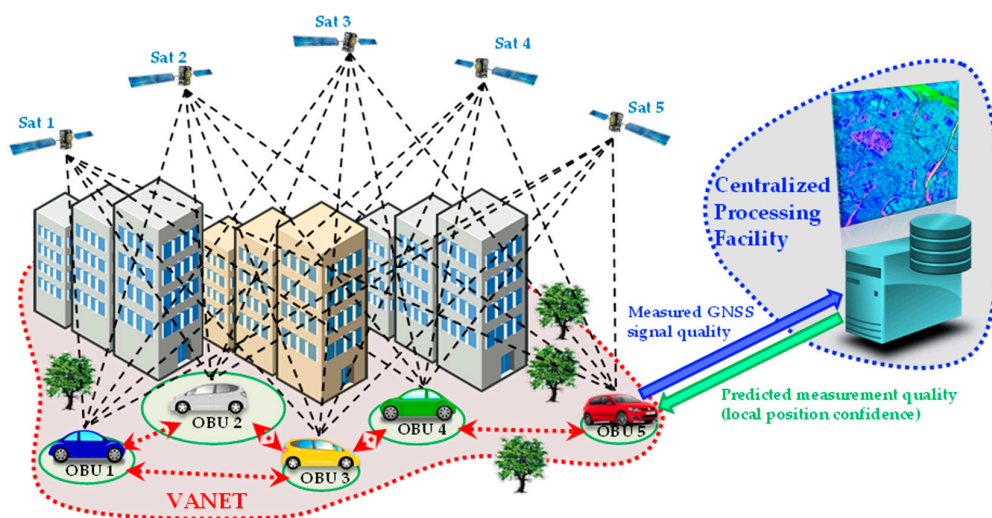 Sat 3
Sat 4
Sat 2
Sat 5
Sat 1
Centralized
Processing
Facility
Measured GNSS
signal quality
Predicted measurement quality
(local position confidence)
OBU 2
OBU 4
OBU 5
OBU 1
OBU 3
VANET